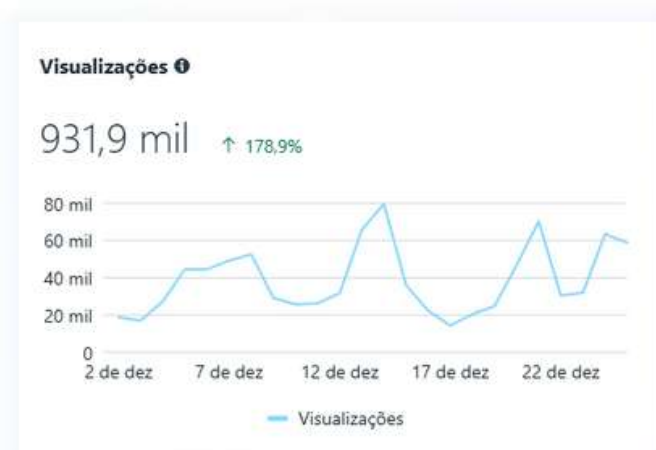 Visualizações
931,9 mil ↑ 178,9%
80 mil
60 mil
40 mil
20 mil
0
2 de dez 7 de dez 12 de dez 17 de dez 22 de dez
Visualizações